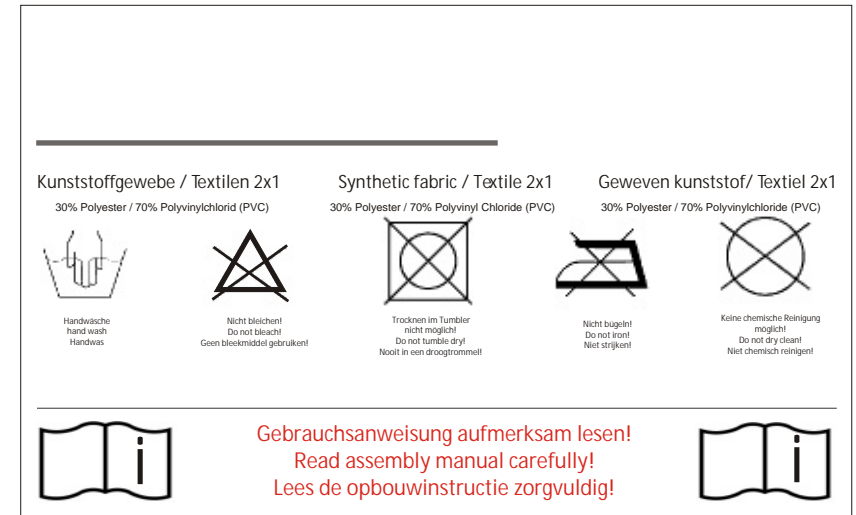 Kunststoffgewebe / Textilen 2x1
30% Polyester / 70% Polyvinylchlorid (PVC)
Synthetic fabric / Textile 2x1
30% Polyester / 70% Polyvinyl Chloride (PVC)
Geweven kunststof/ Textiel 2x1
30% Polyester / 70% Polyvinylchloride (PVC)
Handwäsche
hand wash
Handwas
Nicht bleichen!
Do not bleach!
Geen bleekmiddel gebruiken!
Trocknen im Tumbler
nicht möglich!
Do not tumble dry!
Nooit in een droogtrommel!
Nicht bügeln!
Do not iron!
Niet strijken!
Keine chemische Reinigung
möglich!
Do not dry clean!
Niet chemisch reinigen!
i
Gebrauchsanweisung aufmerksam lesen!
Read assembly manual carefully!
Lees de opbouwinstructie zorgvuldig!
i